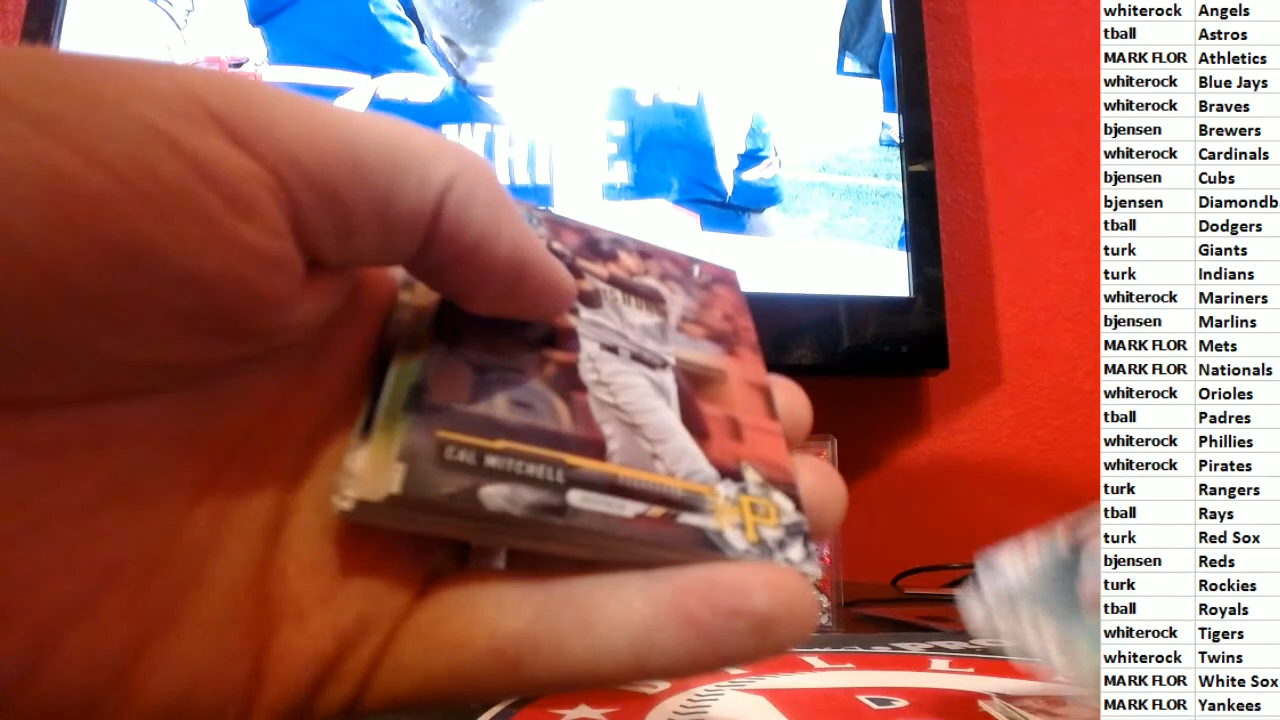 WHI E
CAL MITCHELL
P
B I L L
PRO
whiterock Angels
tball Astros
MARK FLOR Athletics
whiterock Blue Jays
whiterock Braves
bjensen Brewers
whiterock Cardinals
bjensen Cubs
bjensen Diamondb
tball Dodgers
turk Giants
turk Indians
whiterock Mariners
bjensen Marlins
MARK FLOR Mets
MARK FLOR Nationals
whiterock Orioles
tball Padres
whiterock Phillies
whiterock Pirates
turk Rangers
tball Rays
turk Red Sox
bjensen Reds
turk Rockies
tball Royals
whiterock Tigers
whiterock Twins
MARK FLOR White Sox
MARK FLOR Yankees